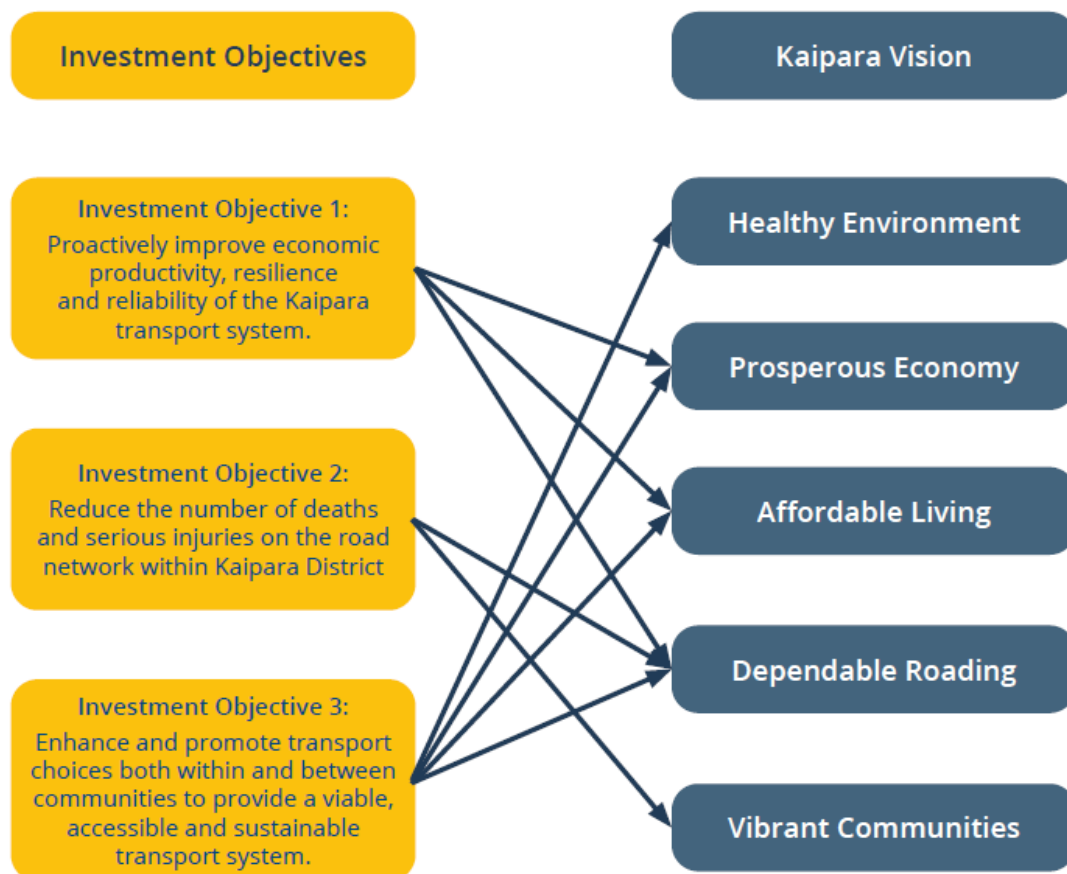 Investment Objectives
Kaipara Vision
Investment Objective 1:
Proactively improve economic
productivity, resilience
and reliability of the Kaipara
transport system.
Investment Objective 2:
Reduce the number of deaths
and serious injuries on the road
network within Kaipara District
Investment Objective 3:
Enhance and promote transport
choices both within and between
communities to provide a viable,
accessible and sustainable
transport system.
Healthy Environment
Prosperous Economy
Affordable Living
Dependable Roading
Vibrant Communities